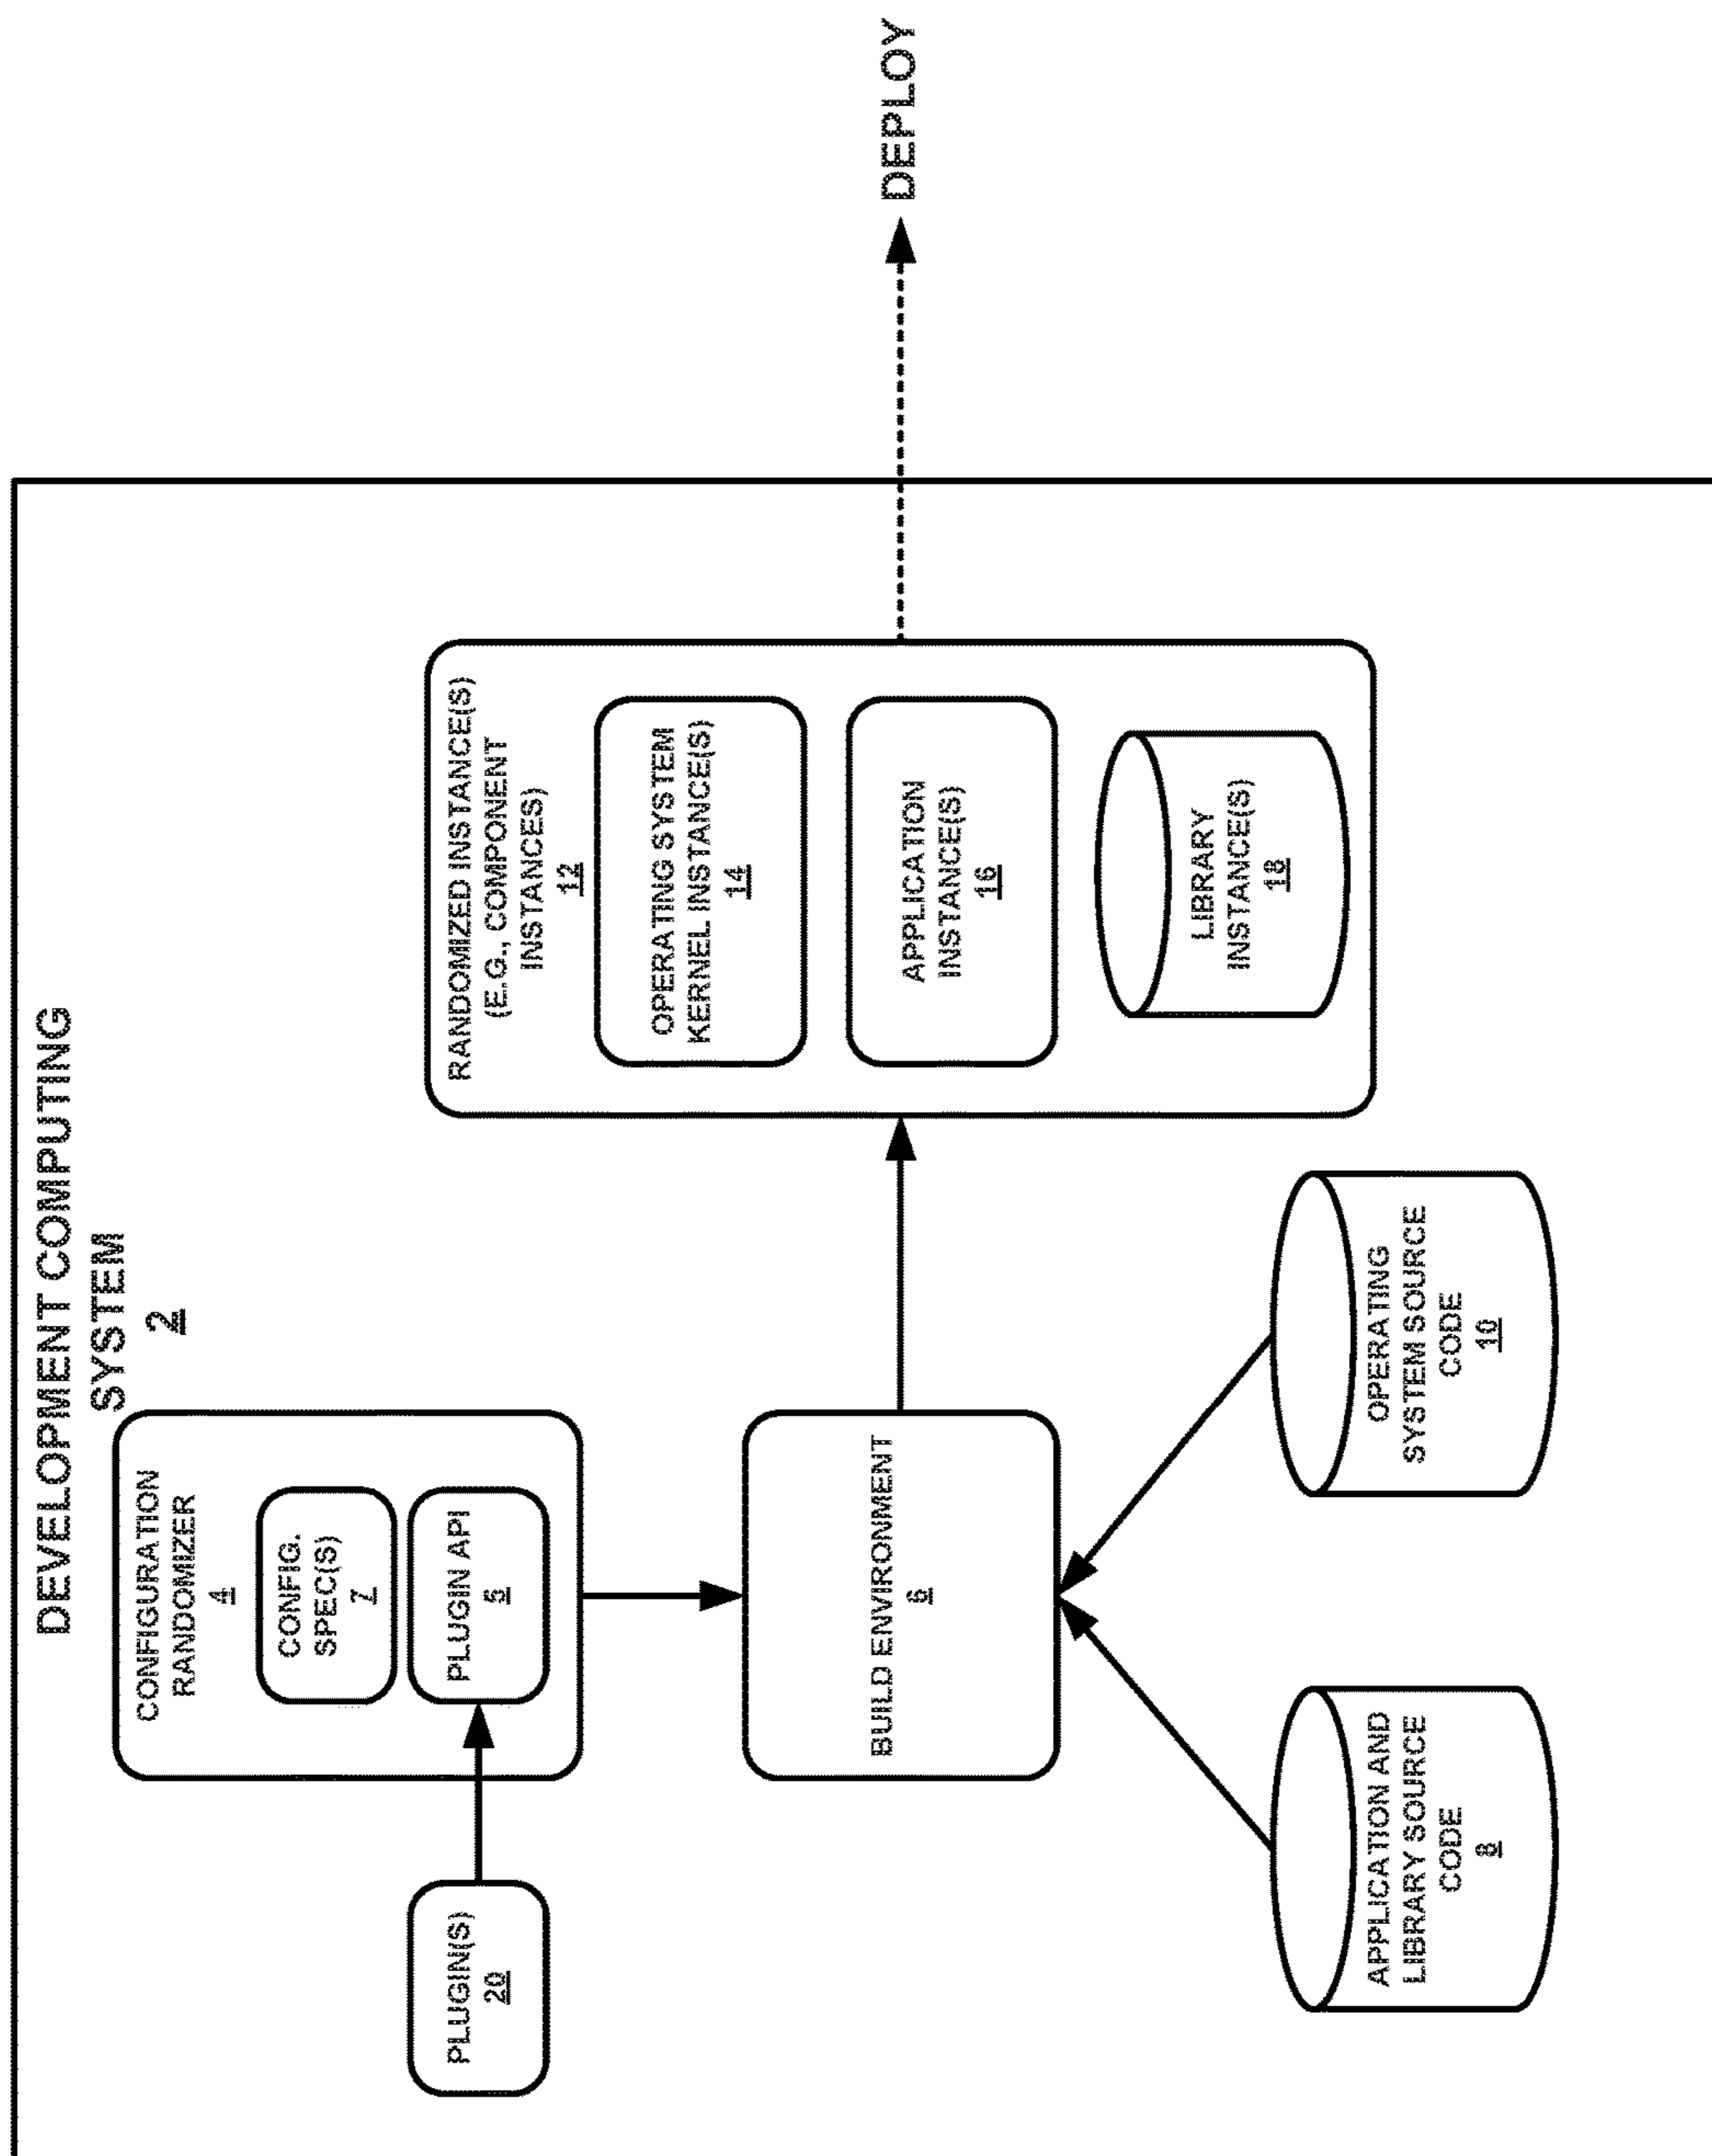 DEVELOPMENT COMPUTING
SYSTEM
2
CONFIGURATION
RANDOMIZER
4
CONFIG.
SPEC(S)
7
PLUGIN API
5
PLUGIN(S)
20
BUILD ENVIRONMENT
6
APPLICATION AND
LIBRARY SOURCE
CODE
8
OPERATING
SYSTEM SOURCE
CODE
10
RANDOMIZED INSTANCE(S)
(E.G., COMPONENT
INSTANCES)
12
OPERATING SYSTEM
KERNEL INSTANCE(S)
14
APPLICATION
INSTANCE(S)
16
LIBRARY
INSTANCE(S)
18
DEPLOY